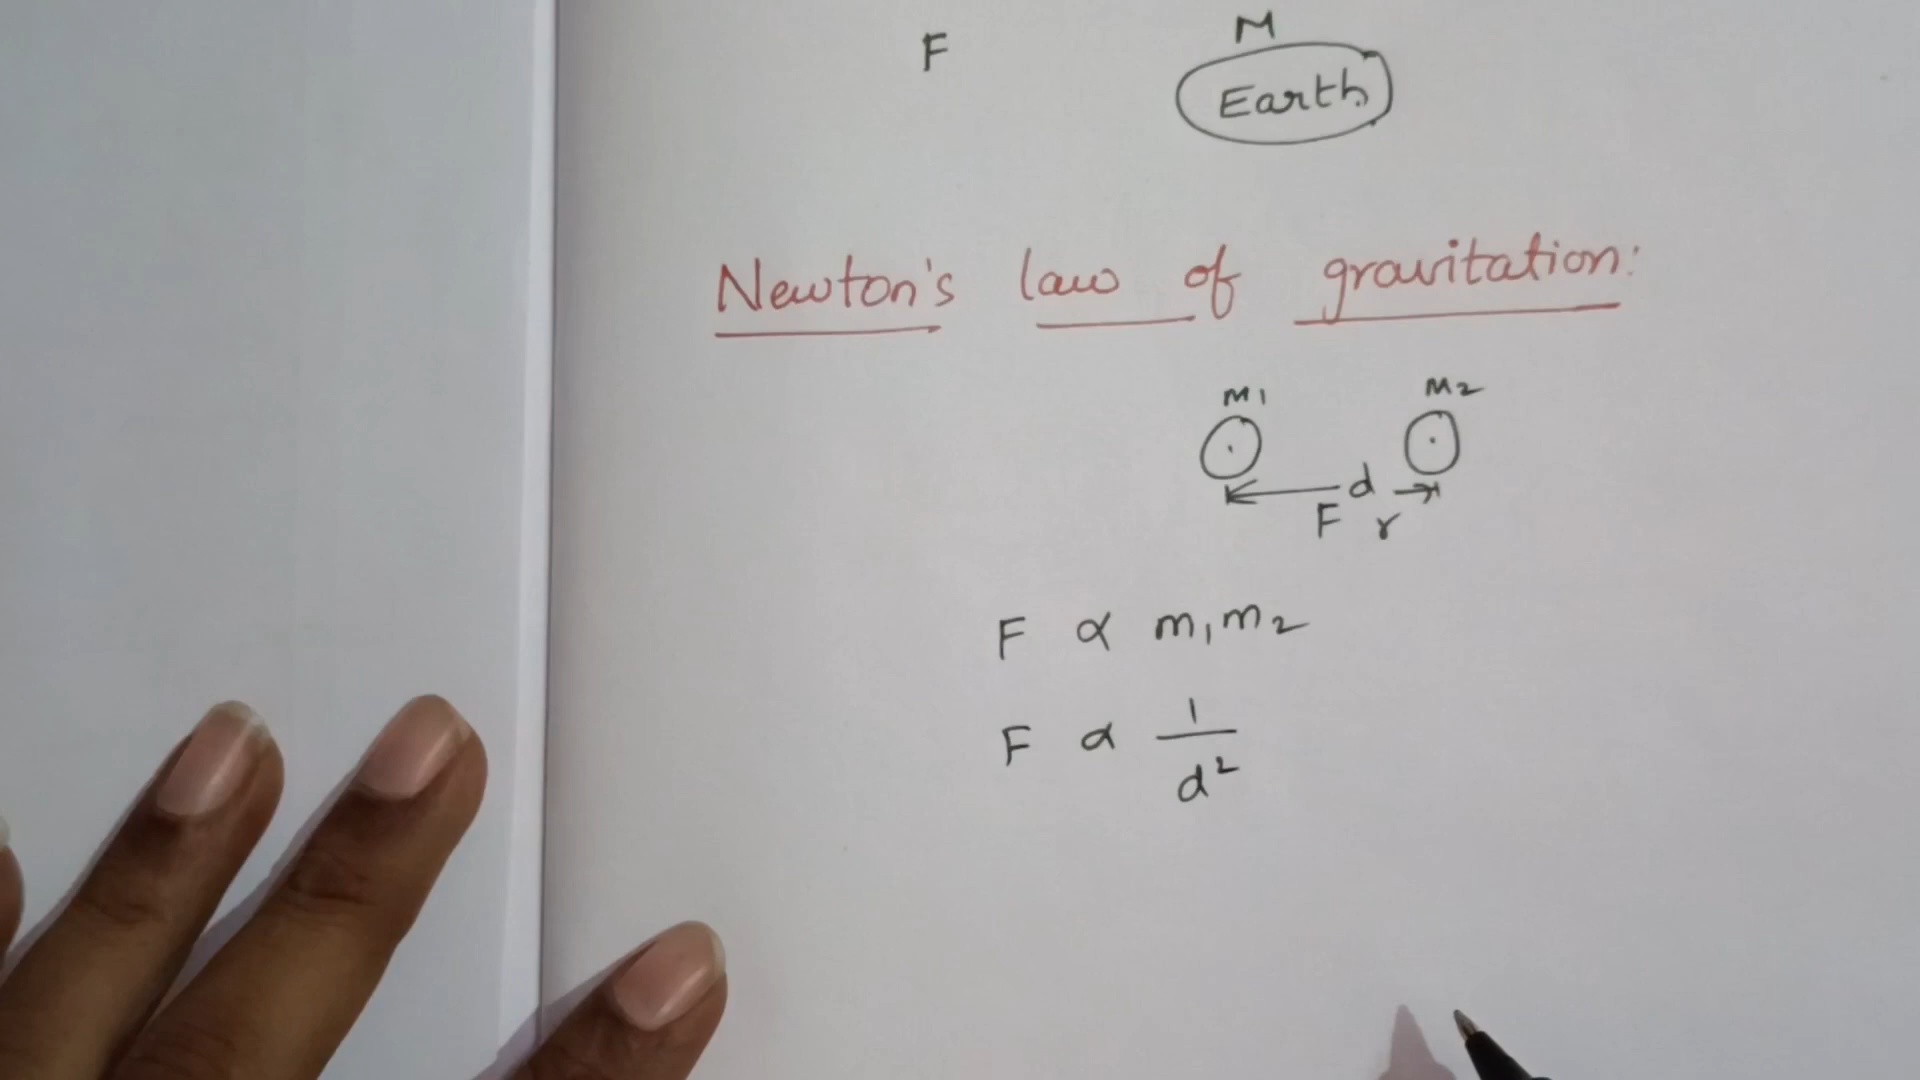 M
F
Earth
Newton's law of gravitation:
M1 M2
d
F r
F ∝ m1m2
F ∝ 1/d²